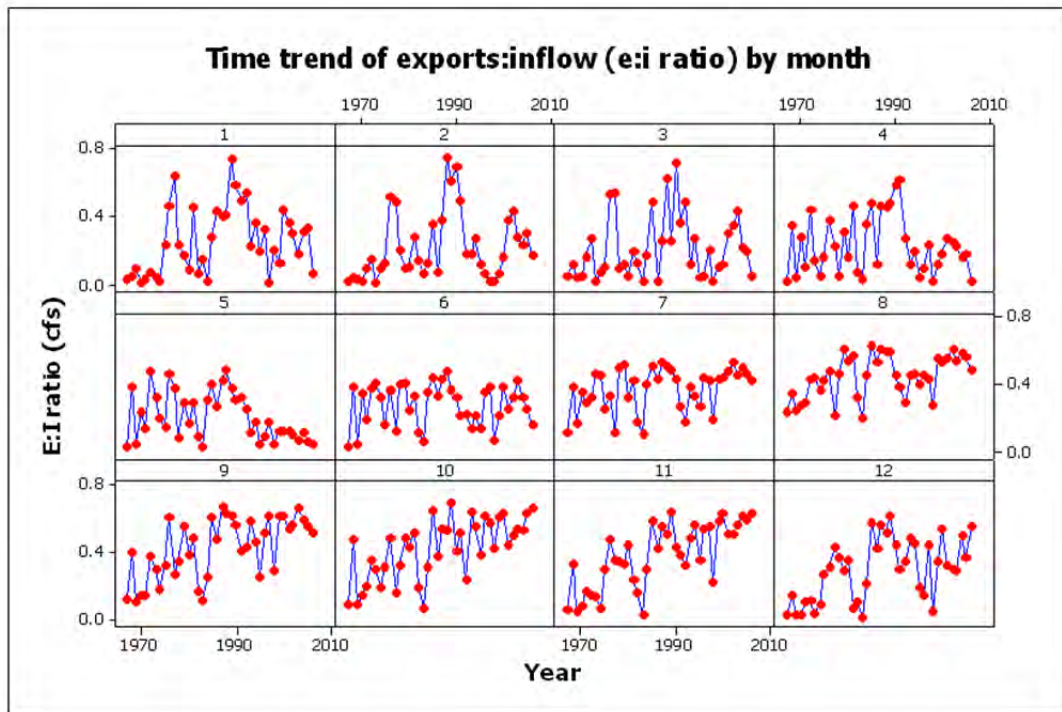 Time trend of exports:inflow (e:i ratio) by month
1970 1990 2010 1970 1990 2010
1 2 3 4
0.8
0.4
0.0
5 6 7 8
0.8
0.4
0.0
E:I ratio (cfs)
9 10 11 12
0.8
0.4
0.0
1970 1990 2010 1970 1990 2010
Year